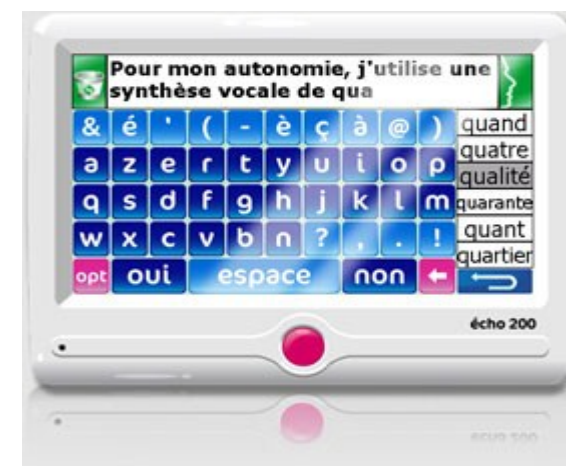 Pour mon autonomie, j'utilise une
synthèse vocale de qua
& é ' ( - è ç à @ )
a z e r t y u i o p
q s d f g h j k l m
w x c v b n ? , . !
opt oui espace non
quand
quatre
qualité
quarante
quant
quartier
écho 200